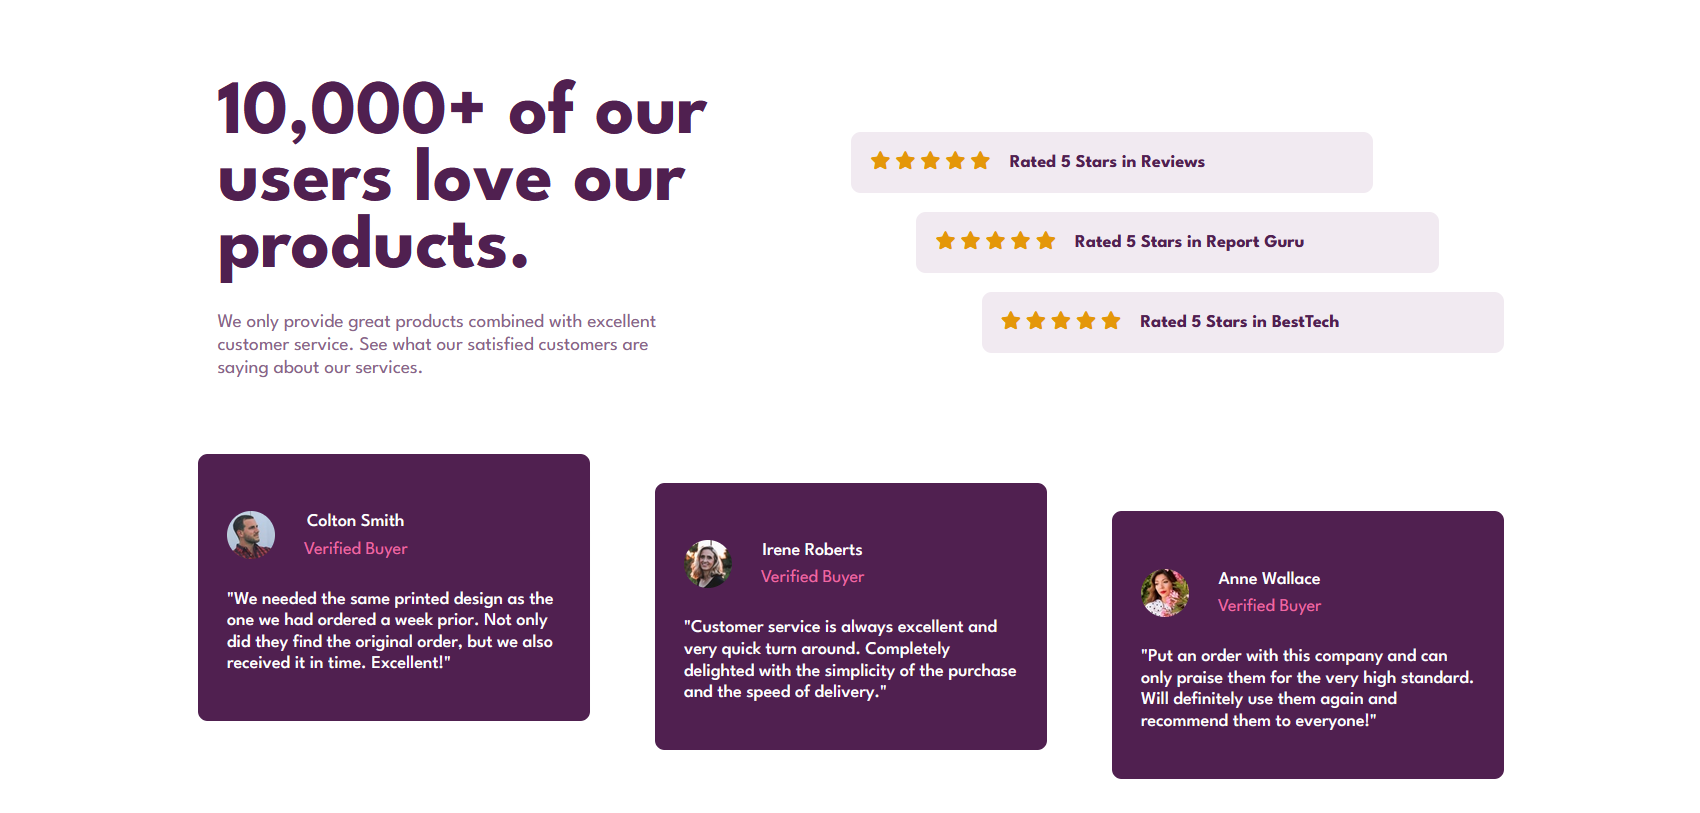 10,000+ of our
users love our
products.
We only provide great products combined with excellent
customer service. See what our satisfied customers are
saying about our services.
Rated 5 Stars in Reviews
Rated 5 Stars in Report Guru
Rated 5 Stars in BestTech
Colton Smith
Verified Buyer
"We needed the same printed design as the
one we had ordered a week prior. Not only
did they find the original order, but we also
received it in time. Excellent!"
Irene Roberts
Verified Buyer
"Customer service is always excellent and
very quick turn around. Completely
delighted with the simplicity of the purchase
and the speed of delivery."
Anne Wallace
Verified Buyer
"Put an order with this company and can
only praise them for the very high standard.
Will definitely use them again and
recommend them to everyone!"